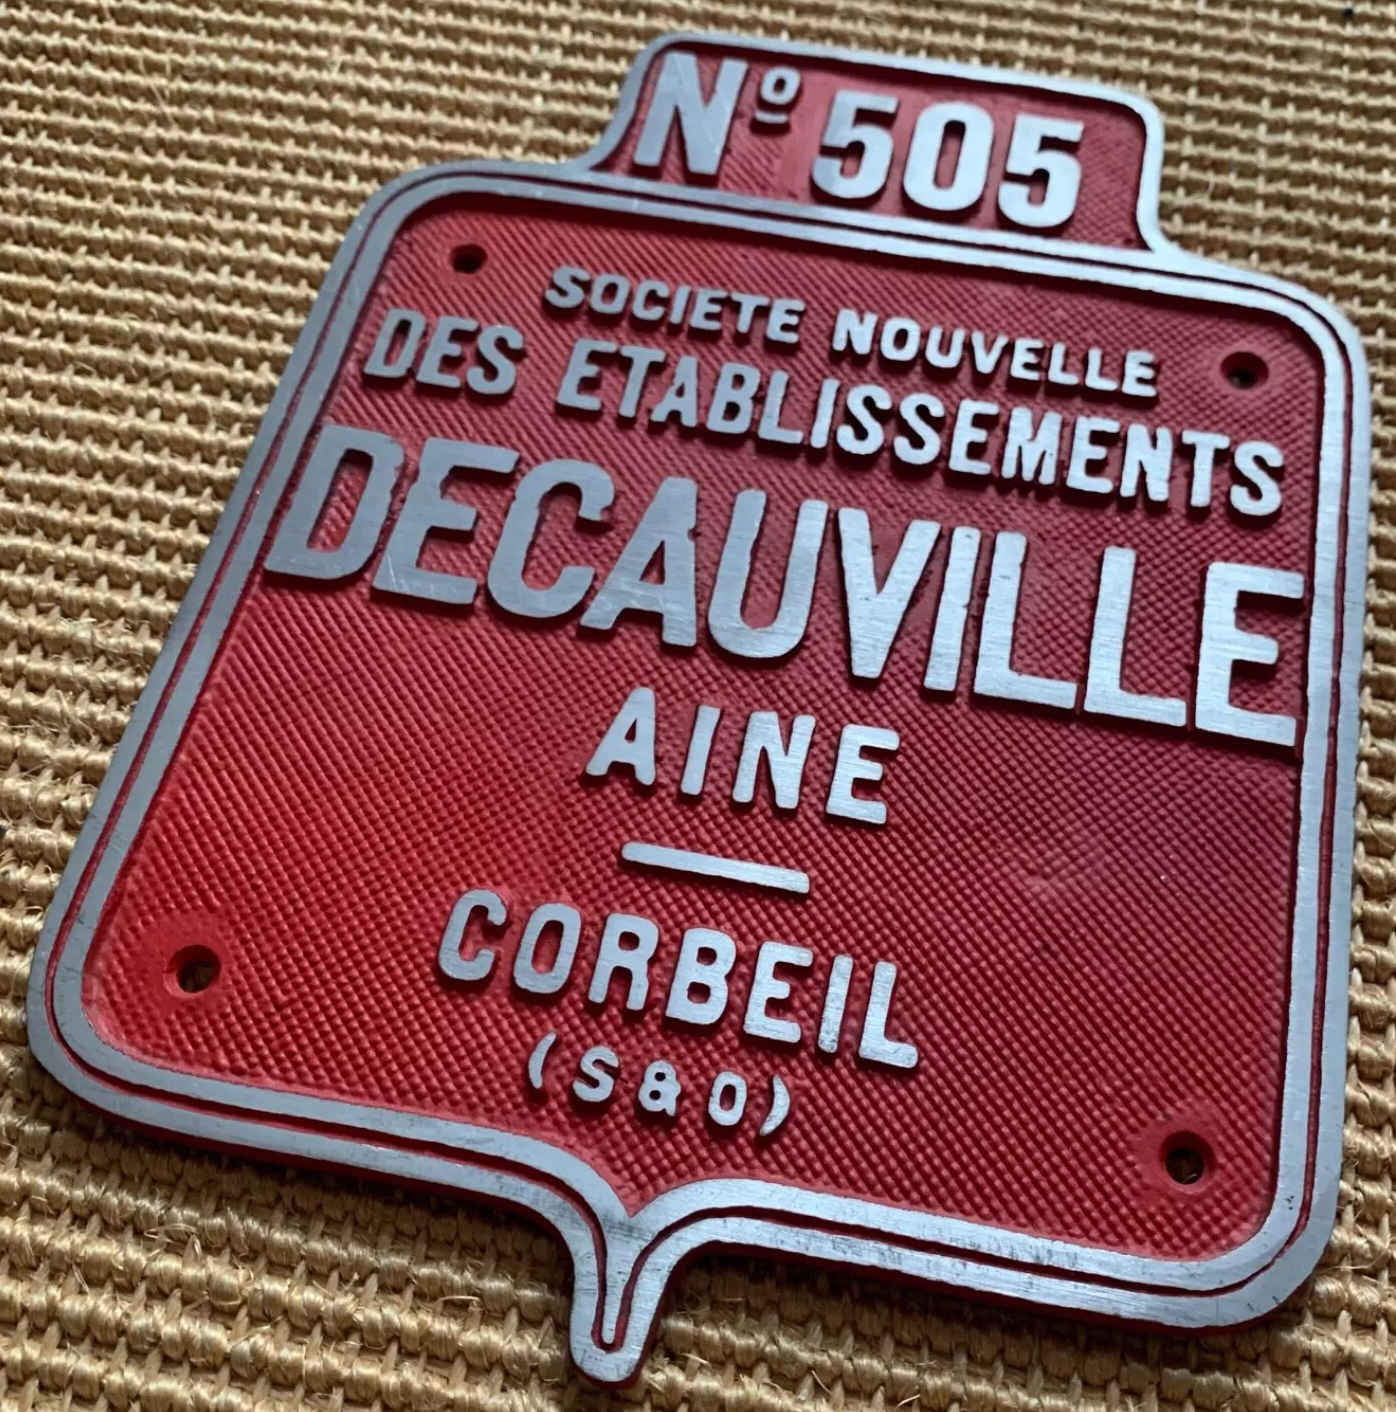 Nº 505
SOCIETE NOUVELLE
DES ETABLISSEMENTS
DECAUVILLE
AINE
CORBEIL
(S&O)